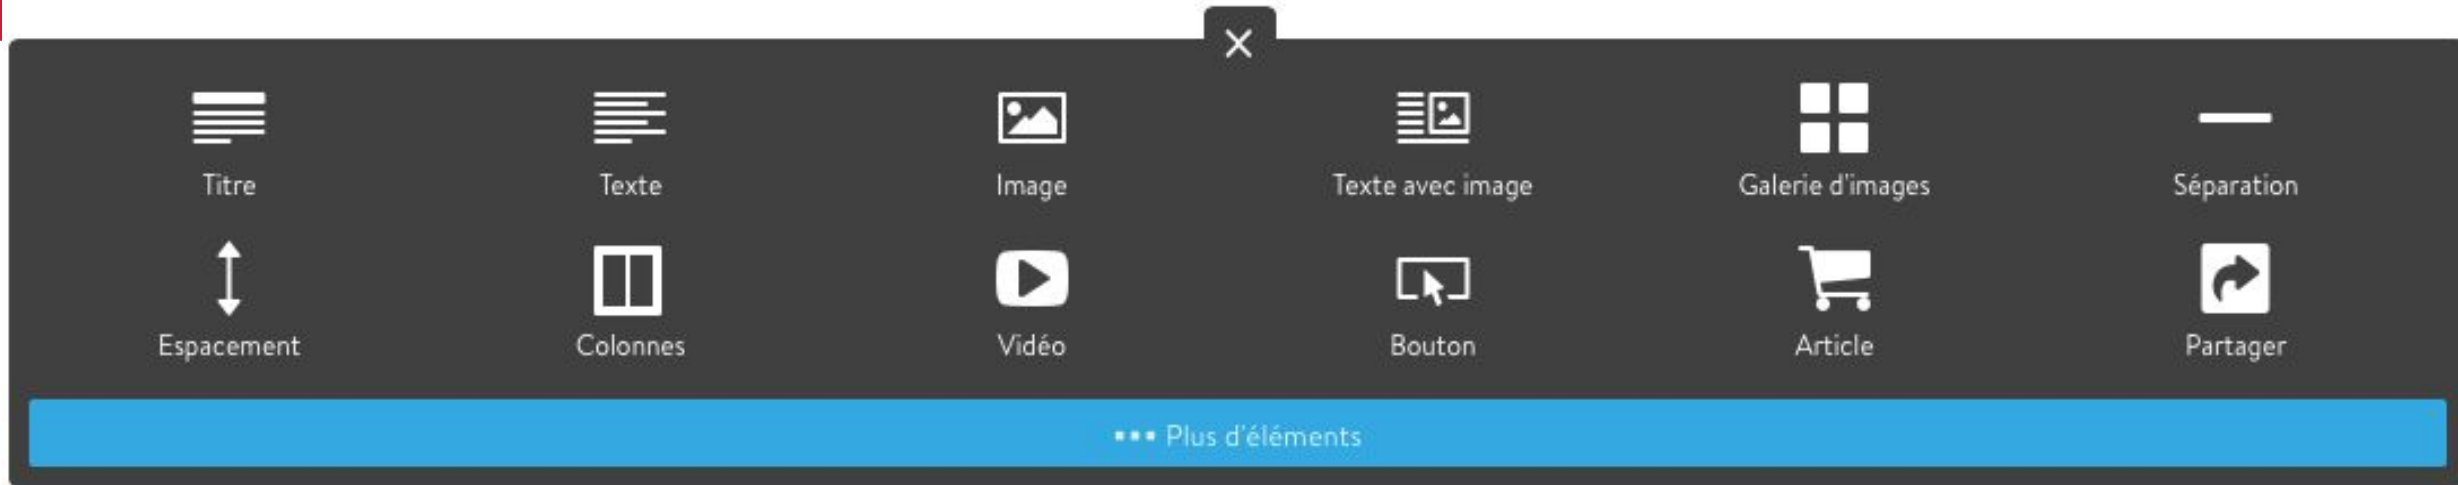 Titre
Texte
Image
Texte avec image
Galerie d'images
Séparation
Espacement
Colonnes
Vidéo
Bouton
Article
Partager
Plus d'éléments